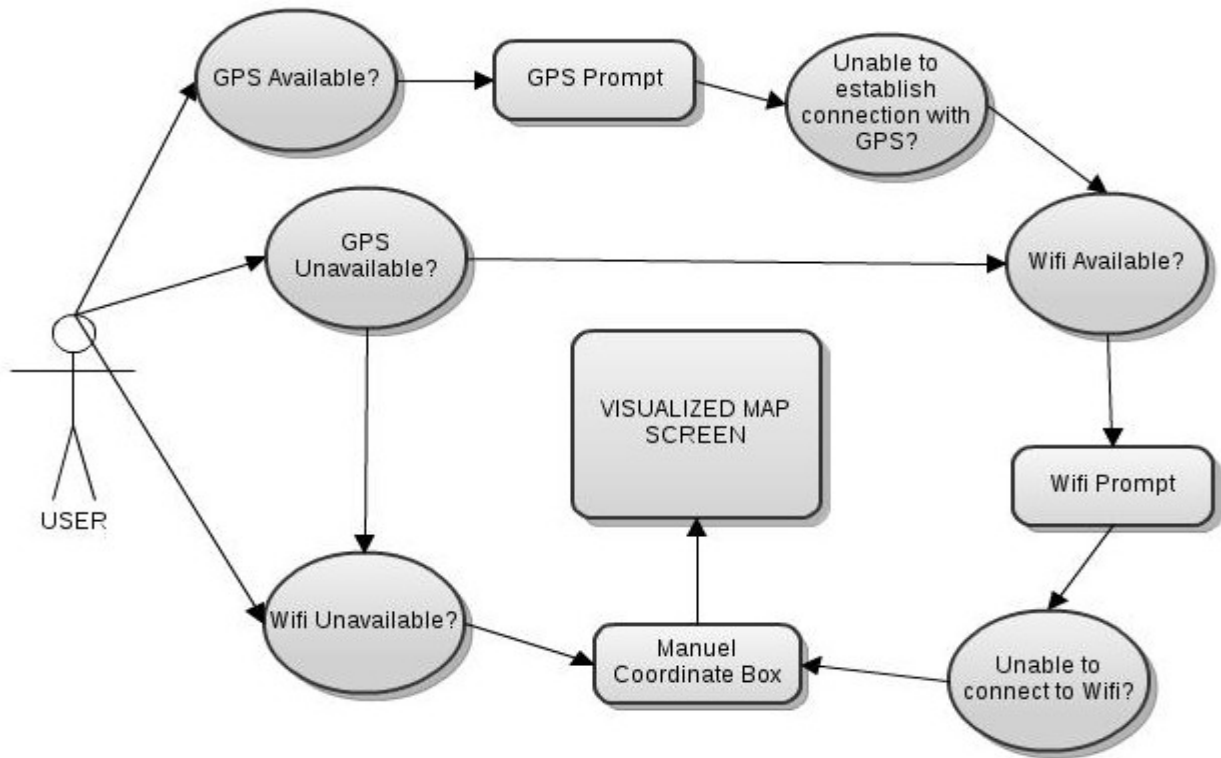 GPS Available?
GPS Prompt
Unable to
establish
connection with
GPS?
GPS
Unavailable?
Wifi Available?
VISUALIZED MAP
SCREEN
Wifi Prompt
USER
Wifi Unavailable?
Manuel
Coordinate Box
Unable to
connect to Wifi?